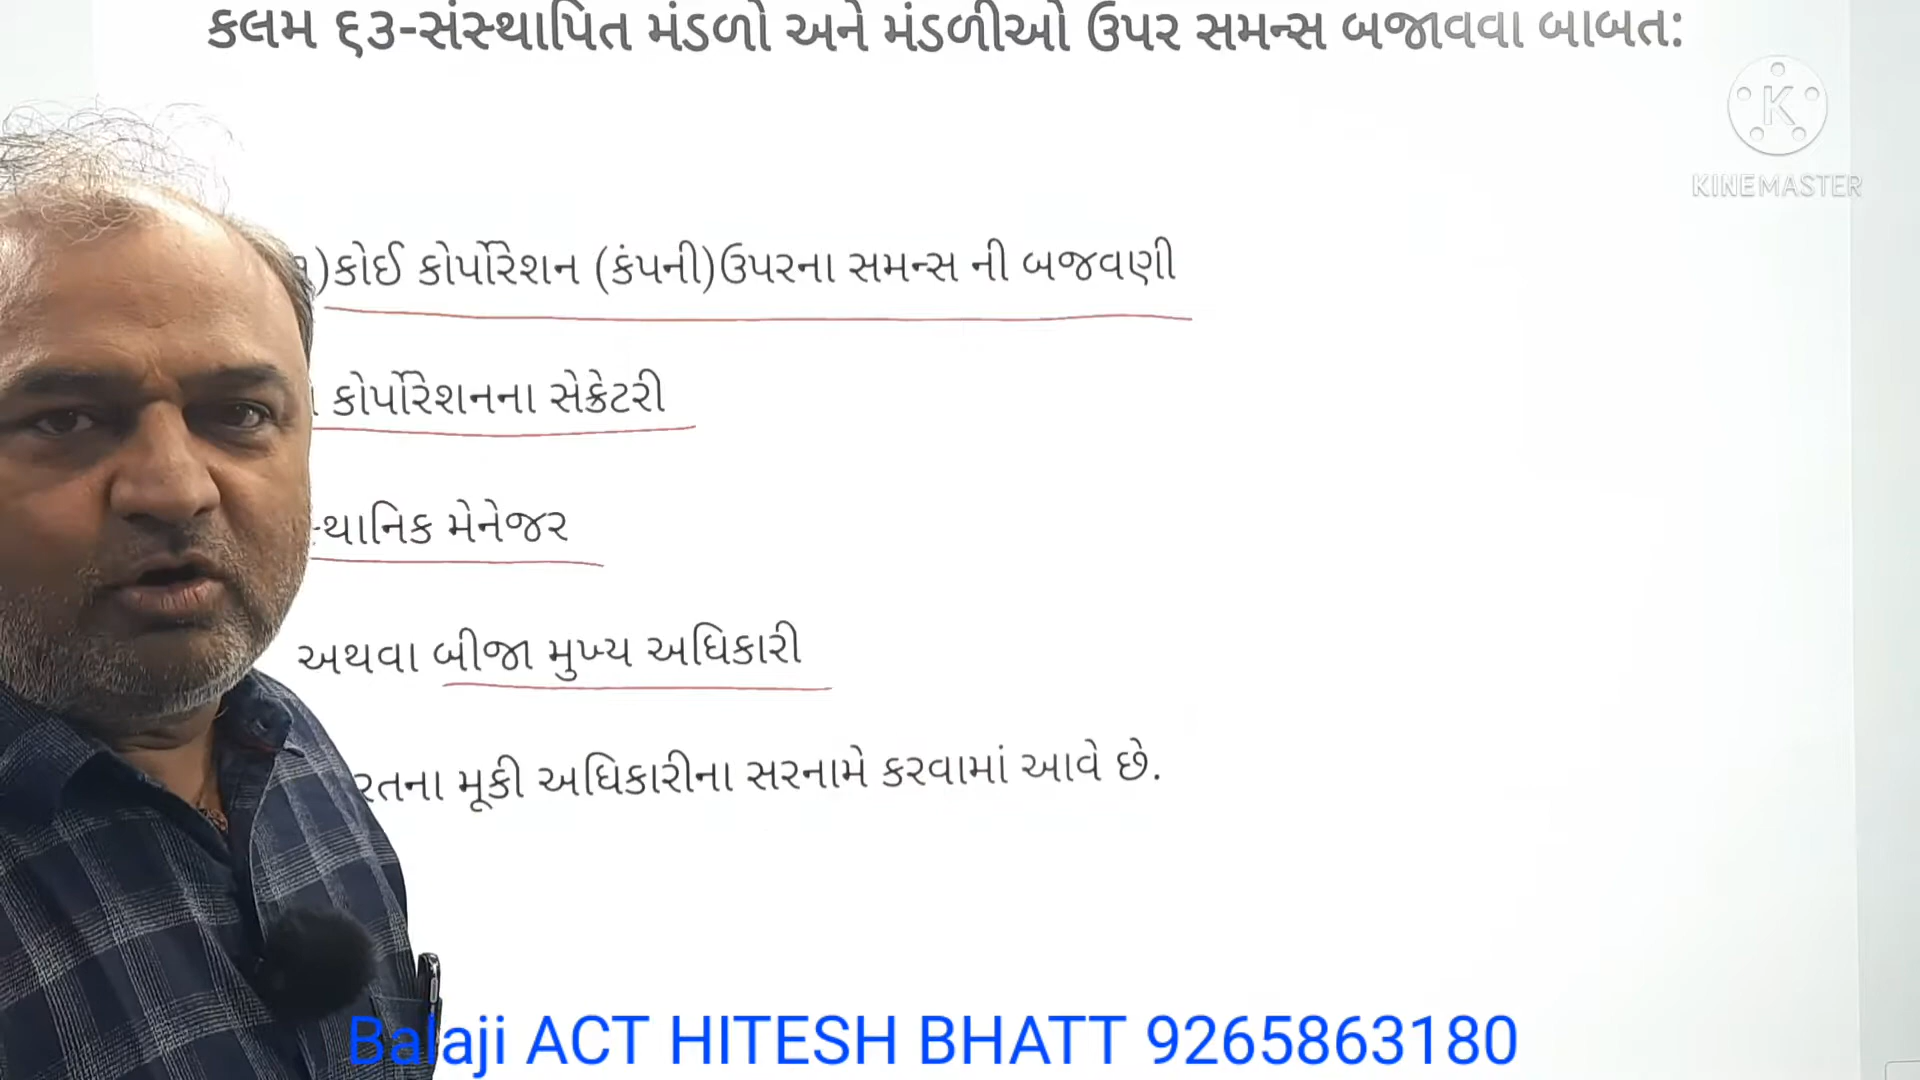 કલમ ૬૩-સંસ્થાપિત મંડળો અને મંડળીઓ ઉપર સમન્સ બજાવવા બાબત:
K
KINEMASTER
૧)કોઈ કોર્પોરેશન (કંપની)ઉપરના સમન્સ ની બજવણી
કોર્પોરેશનના સેક્રેટરી
સ્થાનિક મેનેજર
અથવા બીજા મુખ્ય અધિકારી
મૂકી અધિકારીના સરનામે કરવામાં આવે છે.
Balaji ACT HITESH BHATT 9265863180